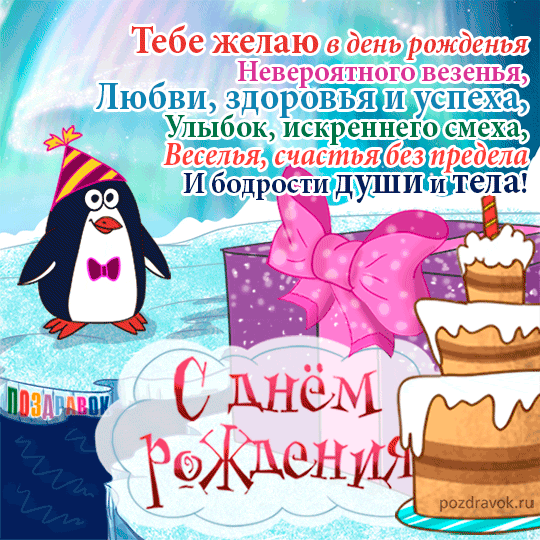 Тебе желаю в день рожденья
Невероятного везенья,
Любви, здоровья и успеха,
Улыбок, искреннего смеха,
Веселья, счастья без предела
И бодрости души и тела!
ПОЗДРАВОК
С днём
рождения
pozdravok.ru